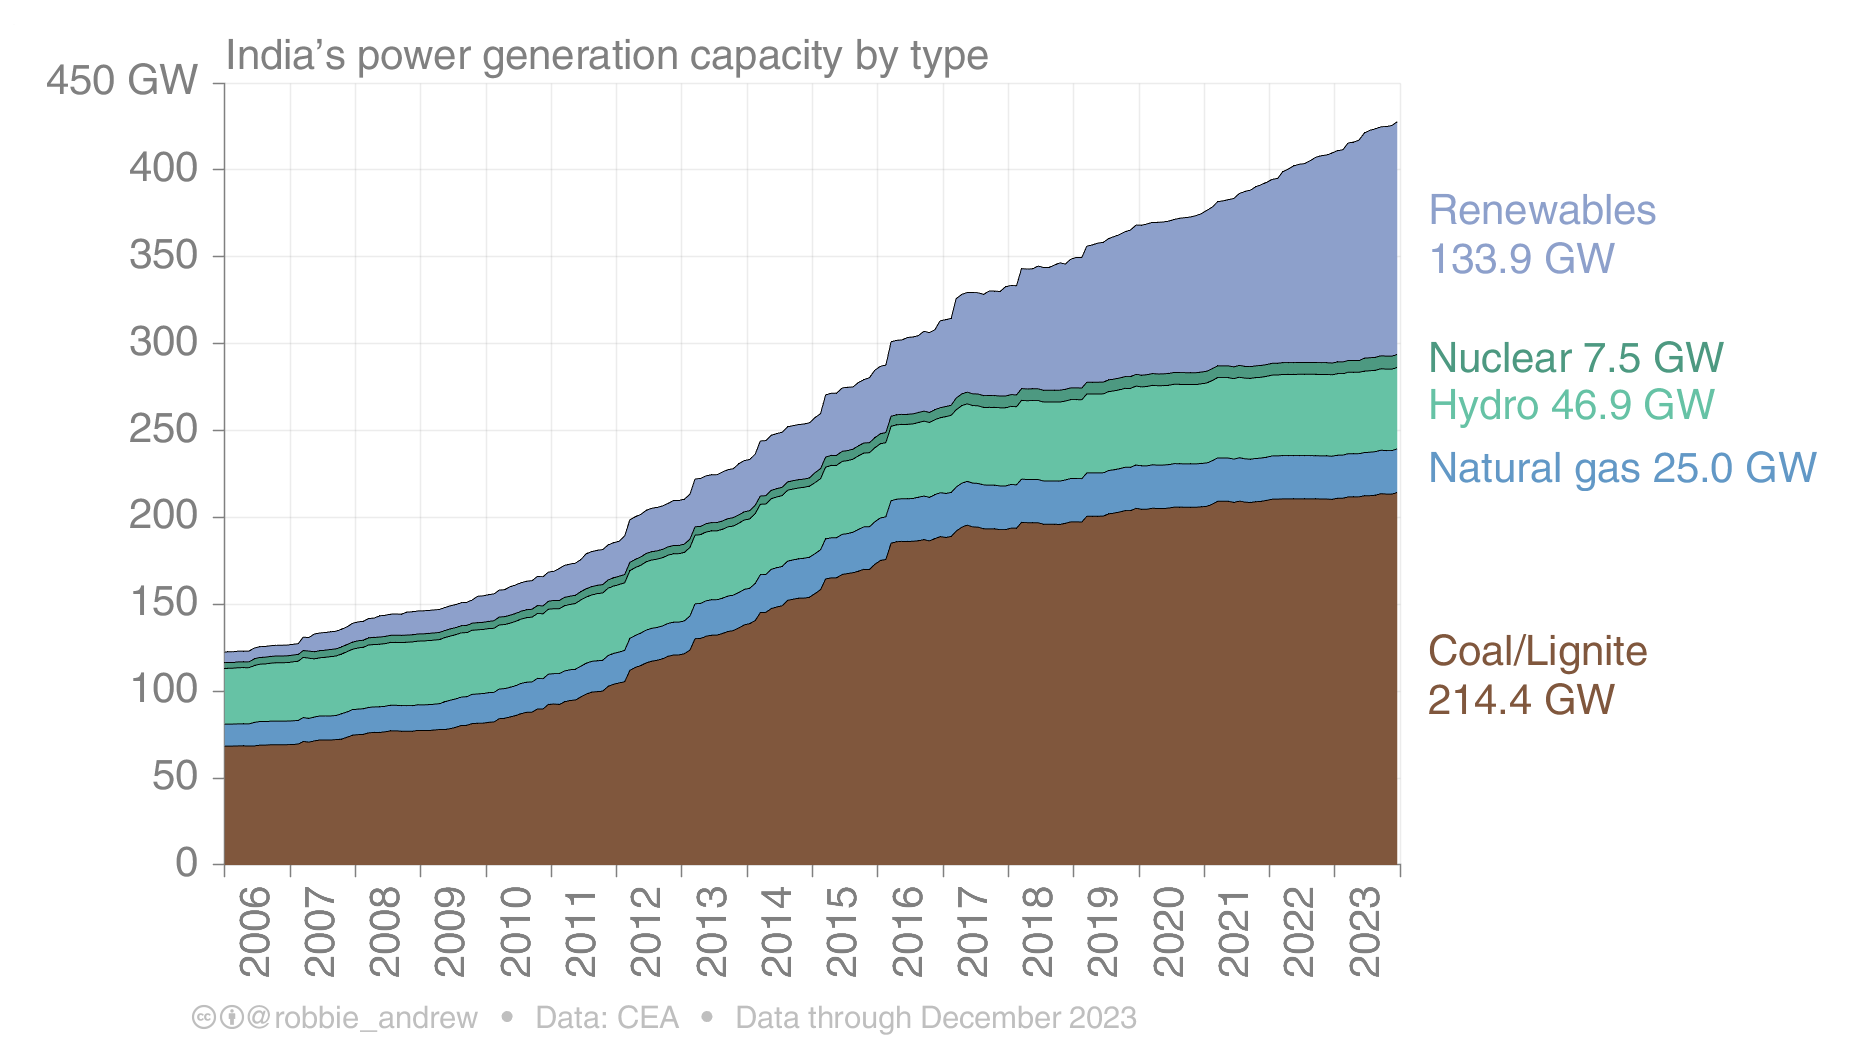 India’s power generation capacity by type
450 GW
400
350
300
250
200
150
100
50
0
2006
2007
2008
2009
2010
2011
2012
2013
2014
2015
2016
2017
2018
2019
2020
2021
2022
2023
Renewables
133.9 GW
Nuclear 7.5 GW
Hydro 46.9 GW
Natural gas 25.0 GW
Coal/Lignite
214.4 GW
cc @robbie_andrew • Data: CEA • Data through December 2023